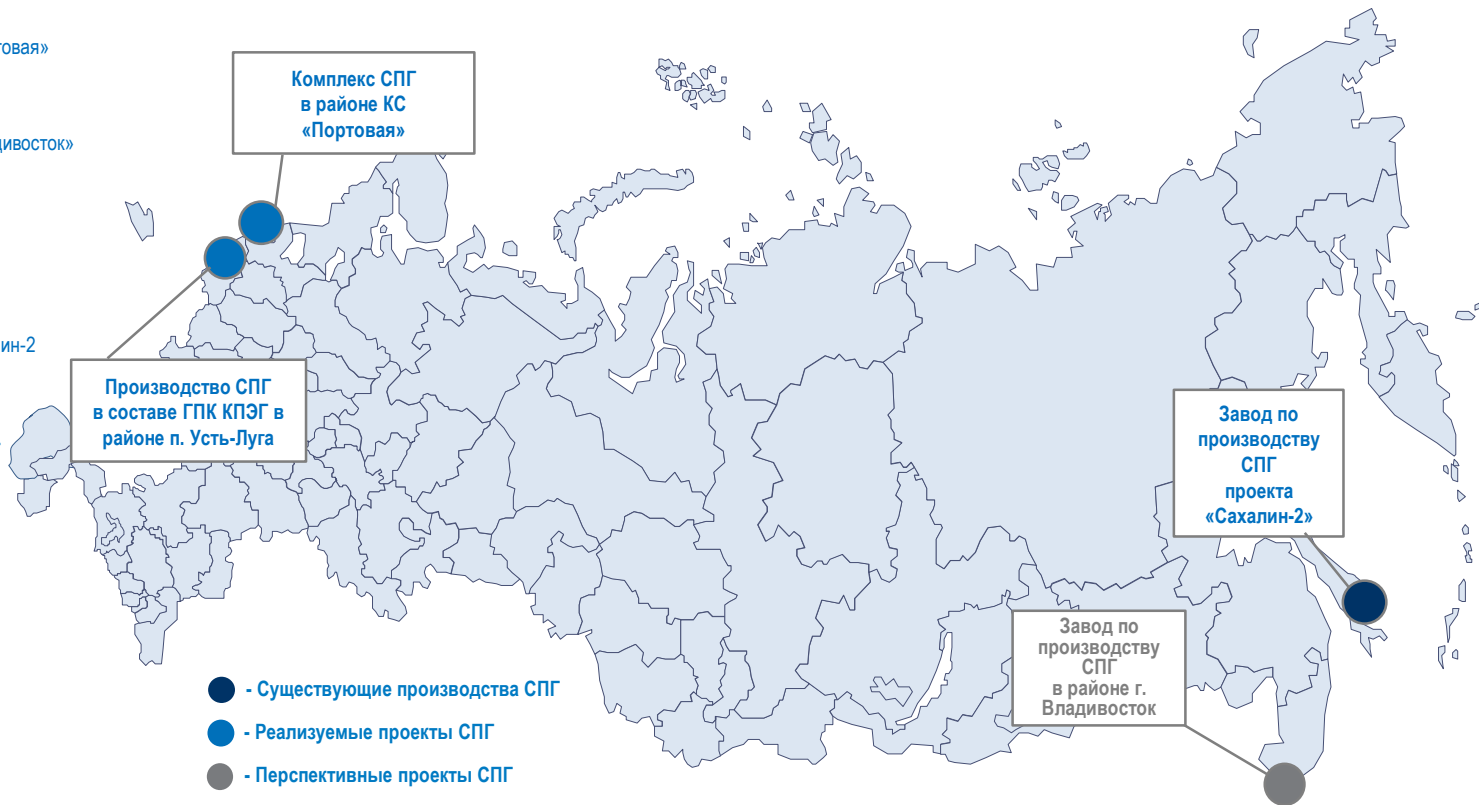 товая»
Комплекс СПГ
в районе КС
«Портовая»
дивосток»
ин-2
Производство СПГ
в составе ГПК КПЭГ в
районе п. Усть-Луга
Завод по
производству
СПГ
проекта
«Сахалин-2»
Завод по
производству
СПГ
в районе г.
Владивосток
- Существующие производства СПГ
- Реализуемые проекты СПГ
- Перспективные проекты СПГ